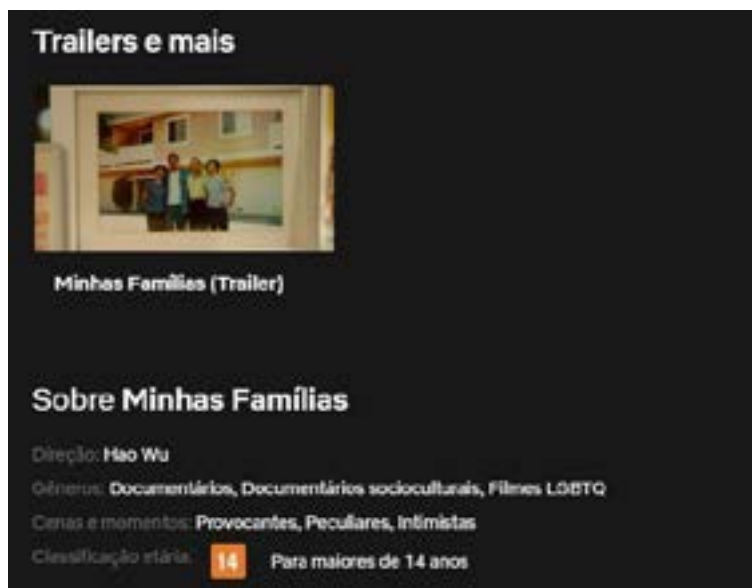 Trailers e mais
Minhas Famílias (Trailer)
Sobre Minhas Famílias
Direção: Hao Wu
Gêneros: Documentários, Documentários socioculturais, Filmes LGBTQ
Cenas e momentos: Provocantes, Peculiares, Intimistas
Classificação etária: 14 Para maiores de 14 anos